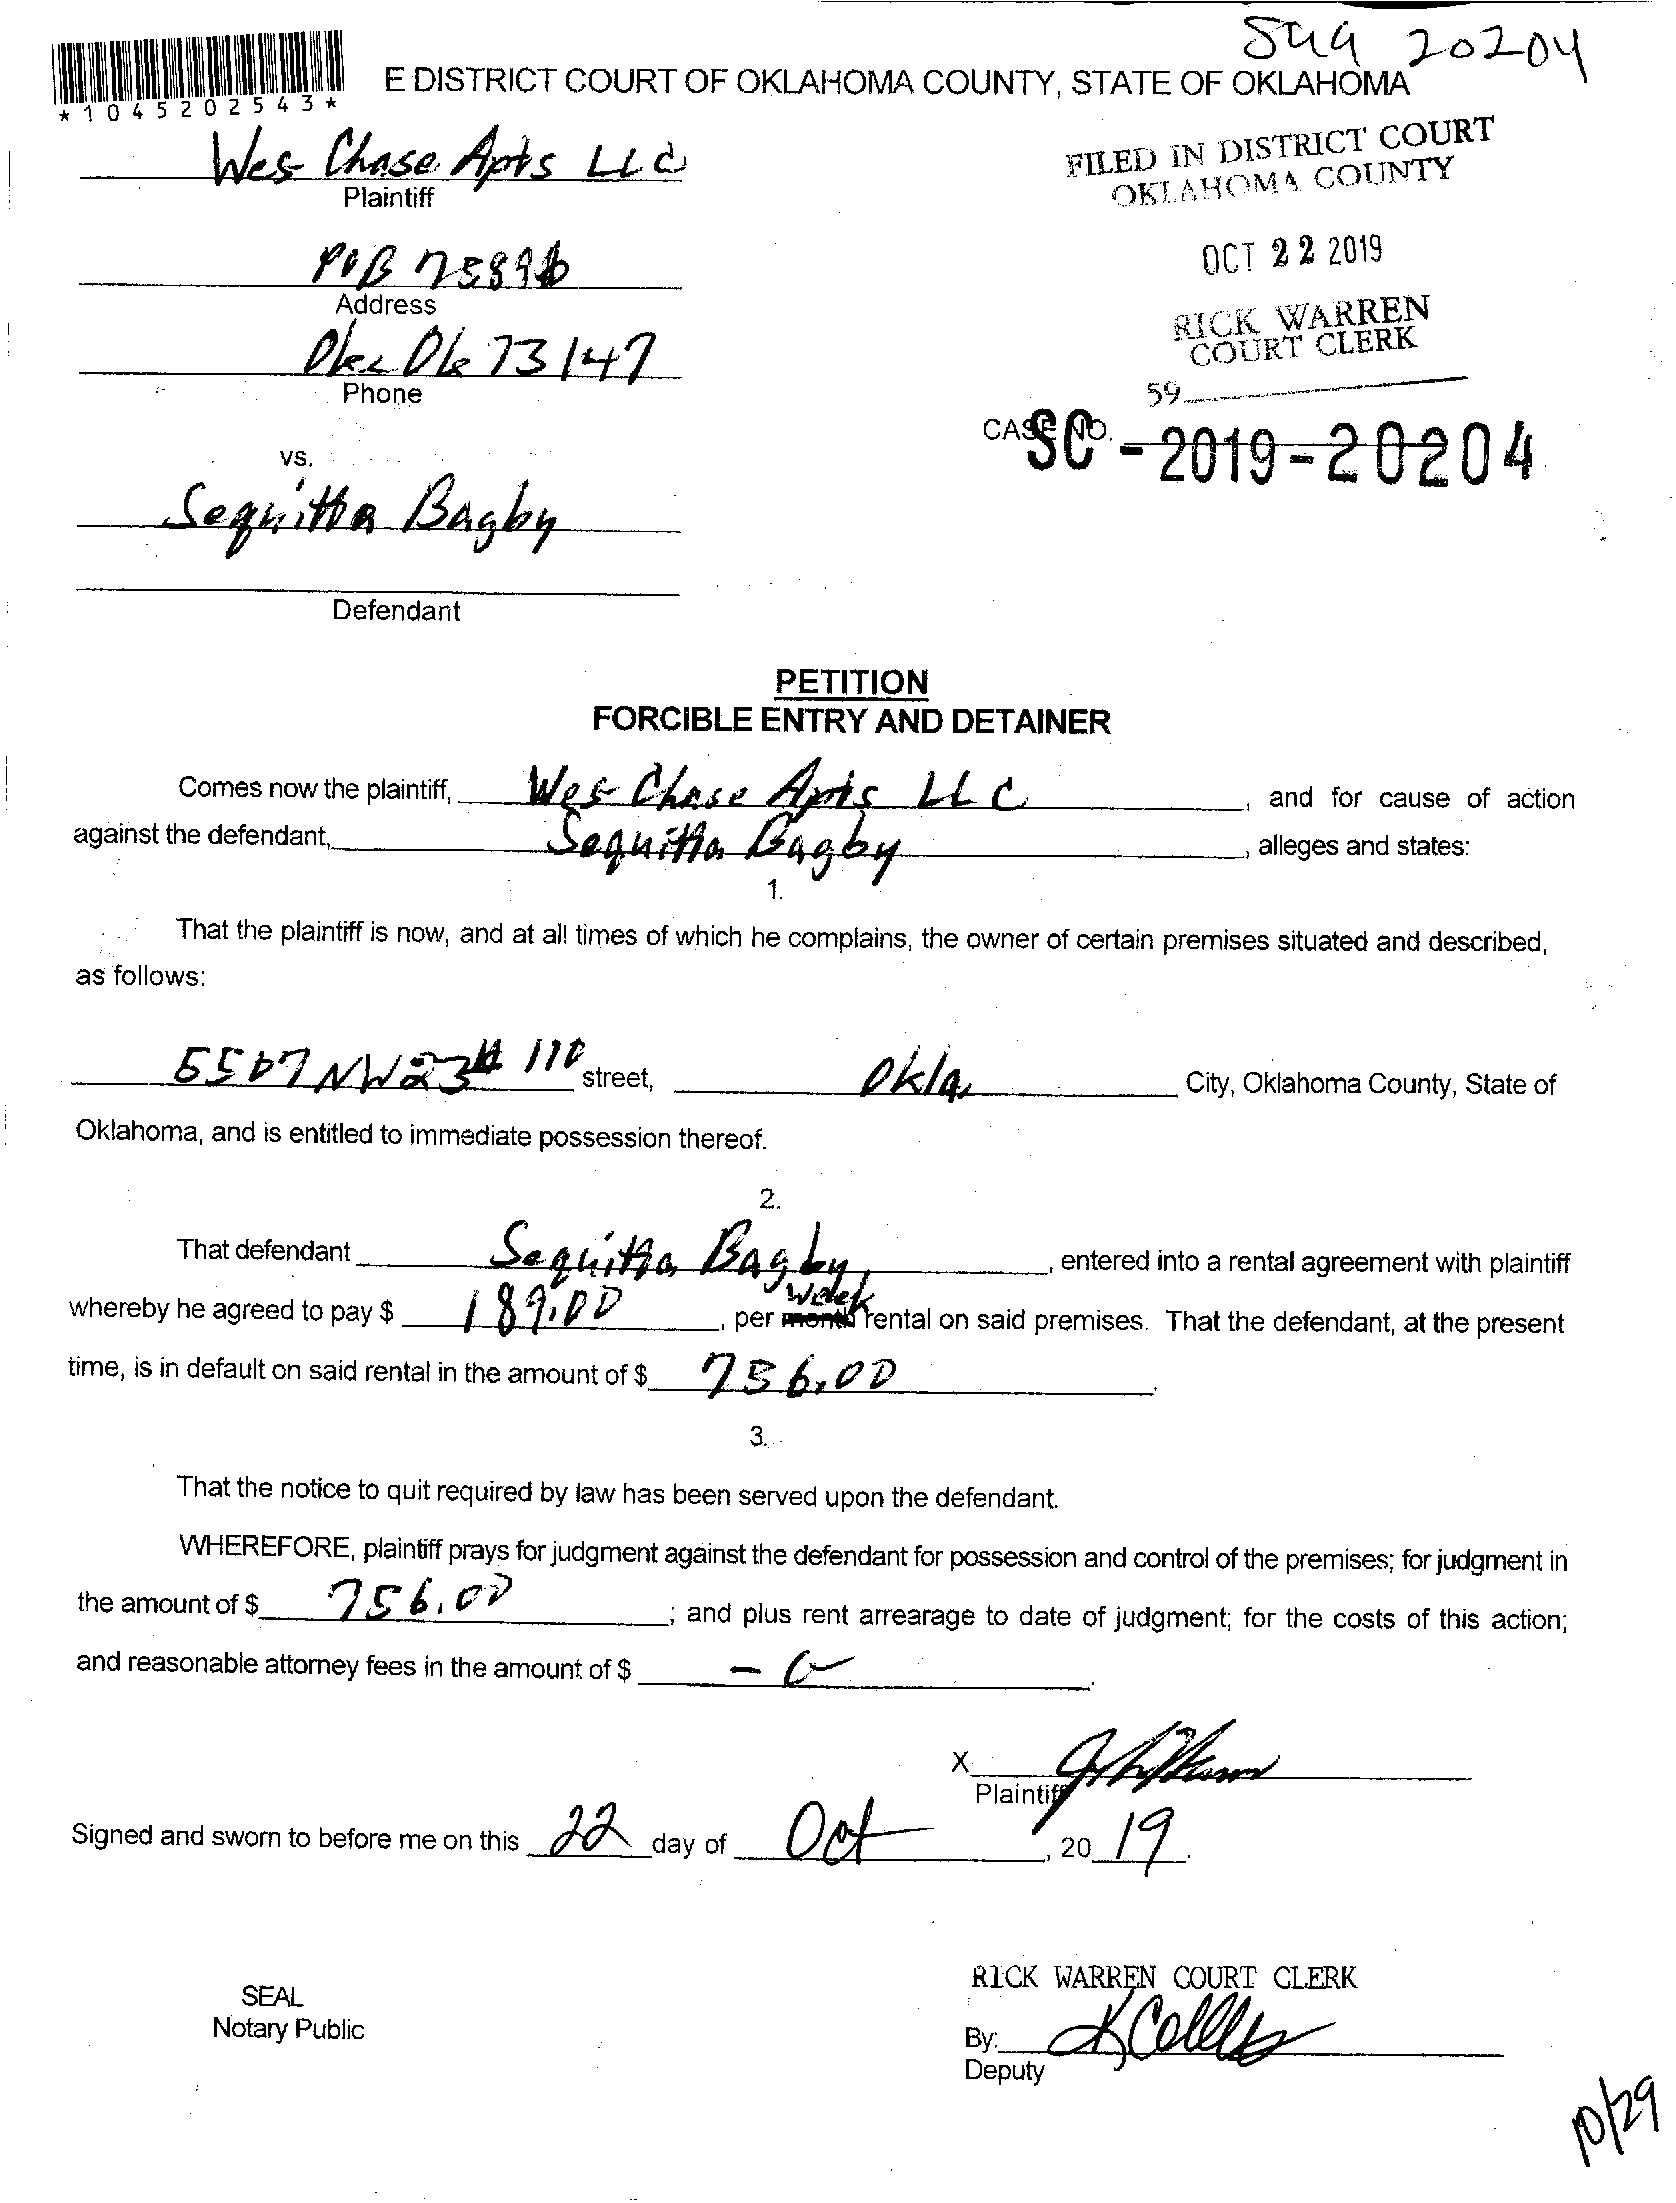 S49 20204
E DISTRICT COURT OF OKLAHOMA COUNTY, STATE OF OKLAHOMA
*1045202543*
Wes Chase Apts LLC
Plaintiff
FILED IN DISTRICT COURT
OKLAHOMA COUNTY
OCT 22 2019
RICK WARREN
COURT CLERK
59
POB 75896
Address
Okc Ok 73147
Phone
CASE NO.
SC-2019-20204
vs.
Sequitta Bagby
Defendant
PETITION
FORCIBLE ENTRY AND DETAINER
Comes now the plaintiff, Wes Chase Apts LLC, and for cause of action
against the defendant, Sequitta Bagby, alleges and states:
1.
That the plaintiff is now, and at all times of which he complains, the owner of certain premises situated and described,
as follows:
5507 NW 23 # 110 street, Okla, City, Oklahoma County, State of
Oklahoma, and is entitled to immediate possession thereof.
2.
That defendant Sequitta Bagby, entered into a rental agreement with plaintiff
whereby he agreed to pay $ 189.00, per month week rental on said premises. That the defendant, at the present
time, is in default on said rental in the amount of $ 756.00.
3.
That the notice to quit required by law has been served upon the defendant.
WHEREFORE, plaintiff prays for judgment against the defendant for possession and control of the premises; for judgment in
the amount of $ 756.00; and plus rent arrearage to date of judgment; for the costs of this action;
and reasonable attorney fees in the amount of $ - 0.
X
Plaintiff
Signed and sworn to before me on this 22 day of Oct, 20 19.
SEAL
Notary Public
RICK WARREN COURT CLERK
By:
Deputy
10/29